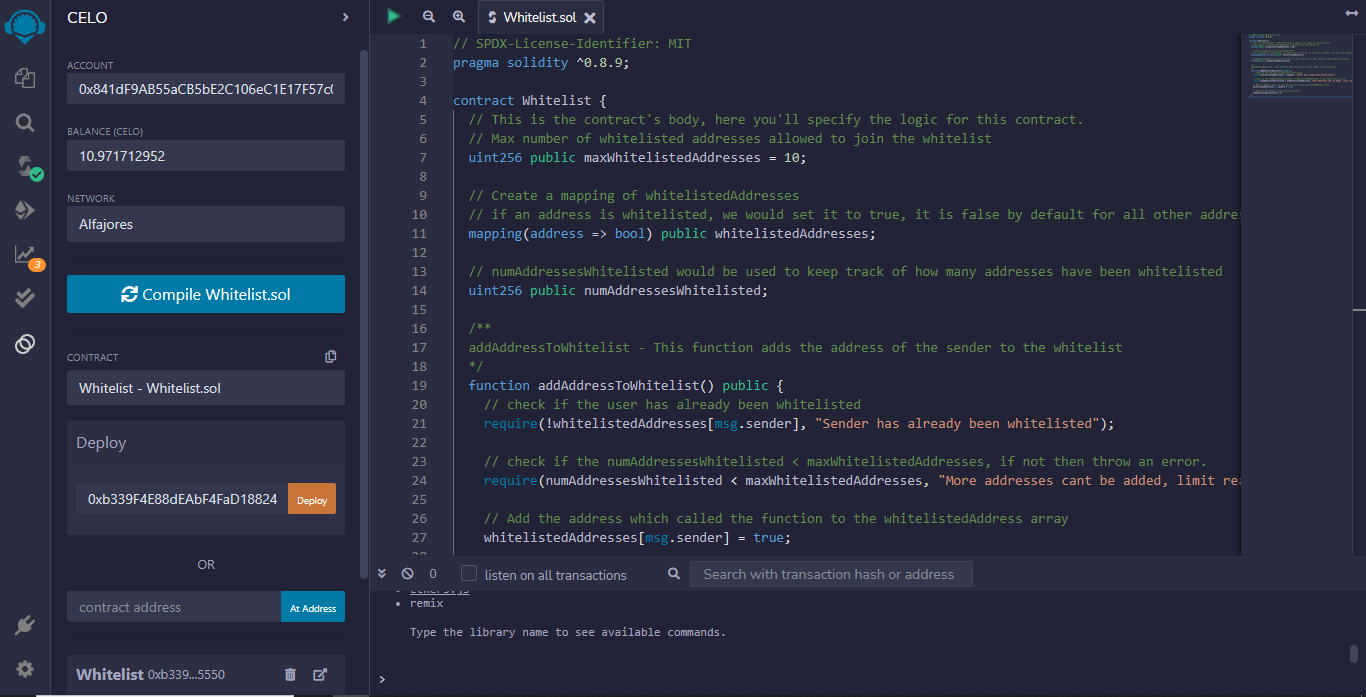 CELO
ACCOUNT
0x841dF9AB55aCB5bE2C106eC1E17F57c
BALANCE (CELO)
10.971712952
NETWORK
Alfajores
Compile Whitelist.sol
CONTRACT
Whitelist - Whitelist.sol
Deploy
0xb339F4E88dEAbF4FaD18824
Deploy
OR
contract address
At Address
Whitelist 0xb339...5550
3
Whitelist.sol
1 // SPDX-License-Identifier: MIT
2 pragma solidity ^0.8.9;
3
4 contract Whitelist {
5 // This is the contract's body, here you'll specify the logic for this contract.
6 // Max number of whitelisted addresses allowed to join the whitelist
7 uint256 public maxWhitelistedAddresses = 10;
8
9 // Create a mapping of whitelistedAddresses
10 // if an address is whitelisted, we would set it to true, it is false by default for all other addre
11 mapping(address => bool) public whitelistedAddresses;
12
13 // numAddressesWhitelisted would be used to keep track of how many addresses have been whitelisted
14 uint256 public numAddressesWhitelisted;
15
16 /**
17 addAddressToWhitelist - This function adds the address of the sender to the whitelist
18 */
19 function addAddressToWhitelist() public {
20 // check if the user has already been whitelisted
21 require(!whitelistedAddresses[msg.sender], "Sender has already been whitelisted");
22
23 // check if the numAddressesWhitelisted < maxWhitelistedAddresses, if not then throw an error.
24 require(numAddressesWhitelisted < maxWhitelistedAddresses, "More addresses cant be added, limit rea
25
26 // Add the address which called the function to the whitelistedAddress array
27 whitelistedAddresses[msg.sender] = true;
28
0
listen on all transactions
Search with transaction hash or address
• ethers.js
• remix
Type the library name to see available commands.
>